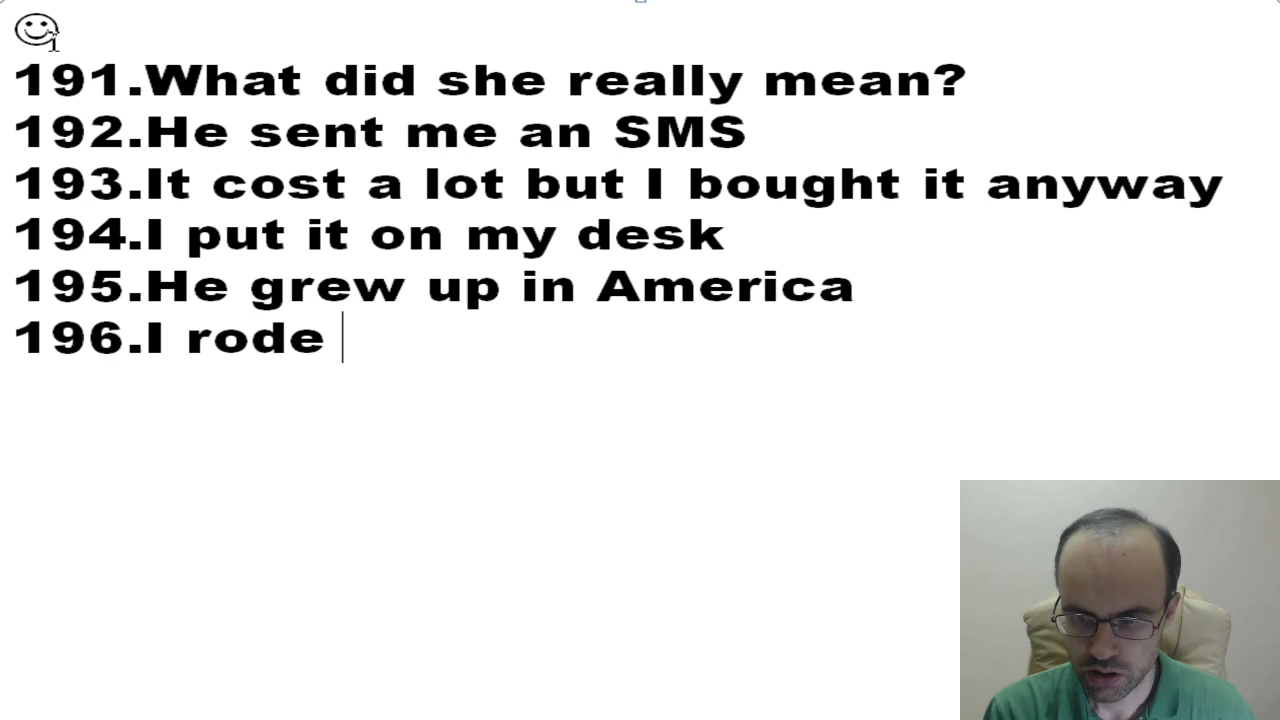 191.What did she really mean?
192.He sent me an SMS
193.It cost a lot but I bought it anyway
194.I put it on my desk
195.He grew up in America
196.I rode